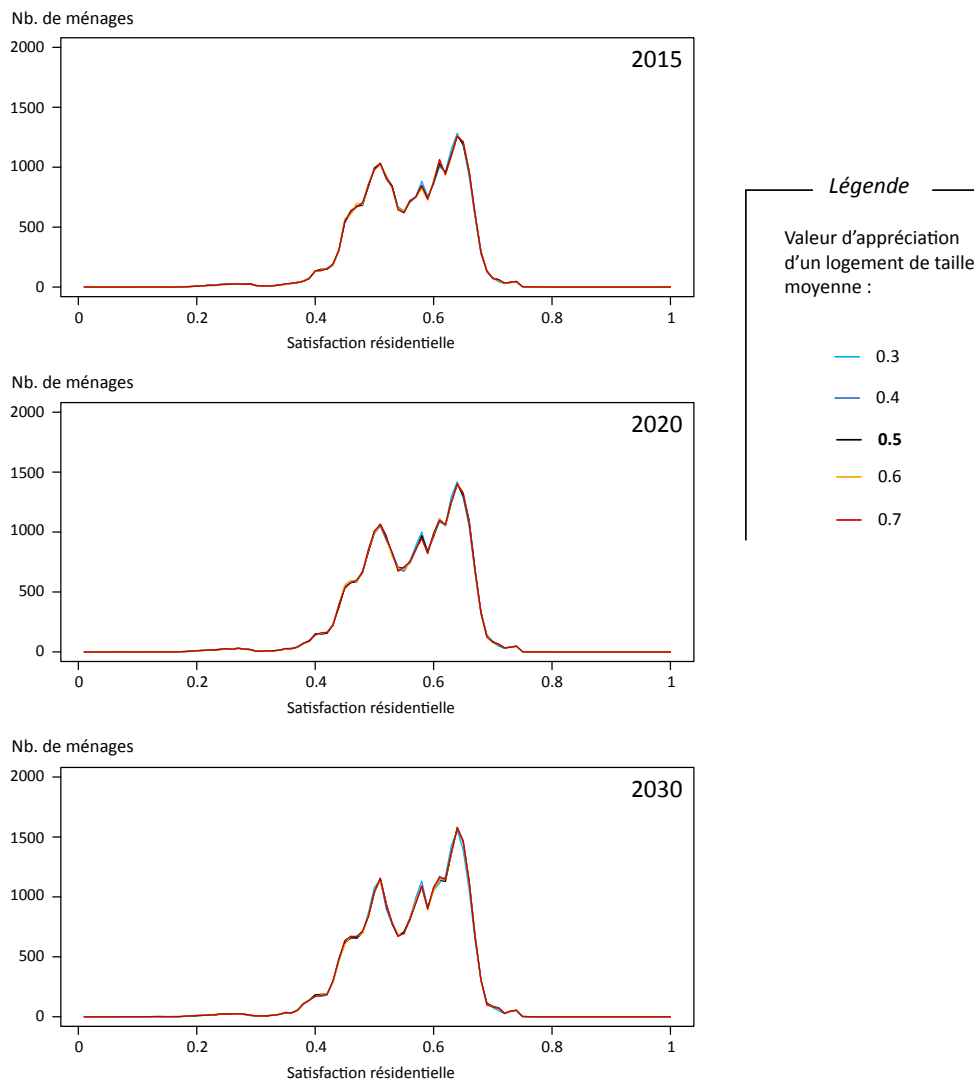 Nb. de ménages
2015
2000
1500
1000
500
0
0 0.2 0.4 0.6 0.8 1
Satisfaction résidentielle
Nb. de ménages
2020
2000
1500
1000
500
0
0 0.2 0.4 0.6 0.8 1
Satisfaction résidentielle
Nb. de ménages
2030
2000
1500
1000
500
0
0 0.2 0.4 0.6 0.8 1
Satisfaction résidentielle
Légende
Valeur d'appréciation
d'un logement de taille
moyenne :
0.3
0.4
0.5
0.6
0.7